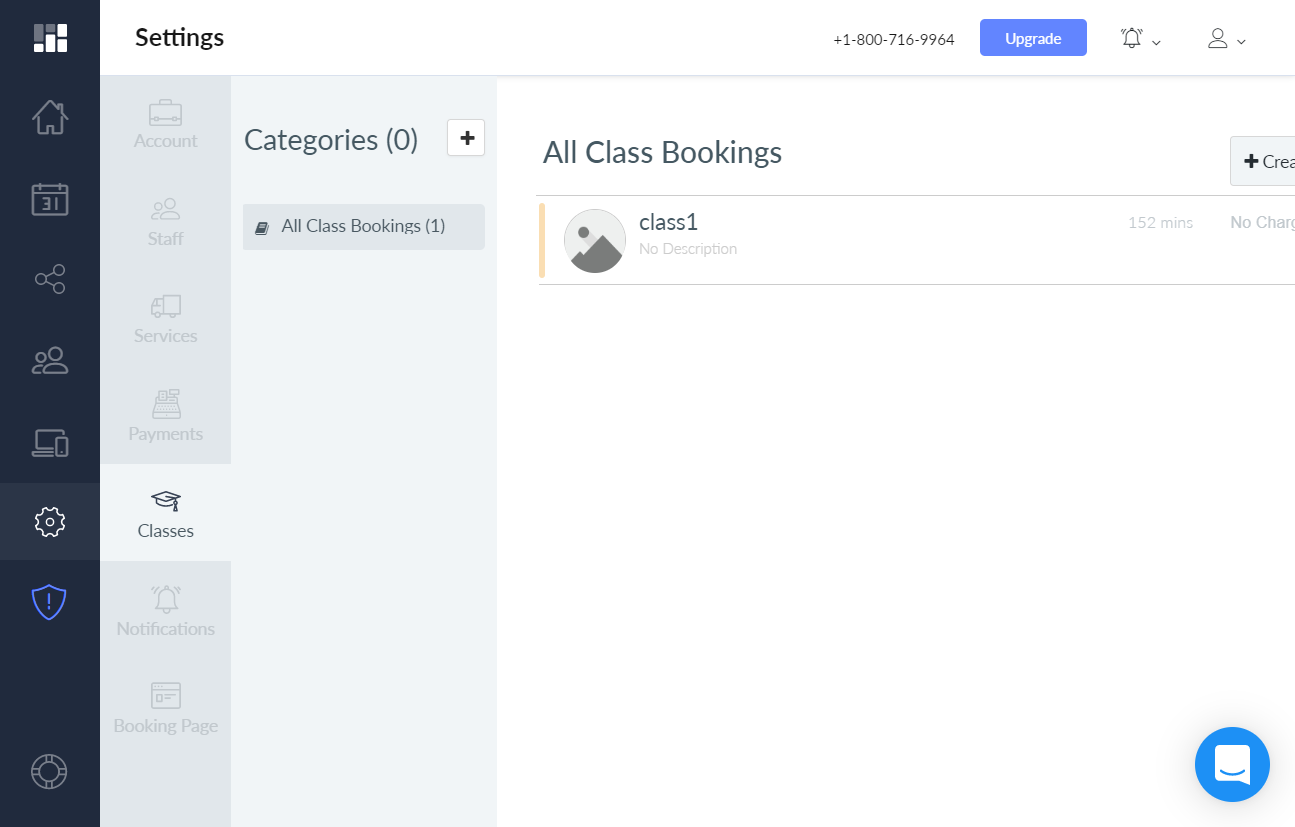 Settings
+1-800-716-9964
Upgrade
31
Account
Staff
Services
Payments
Classes
Notifications
Booking Page
Categories (0)
All Class Bookings (1)
All Class Bookings
Crea
class1
No Description
152 mins
No Charg